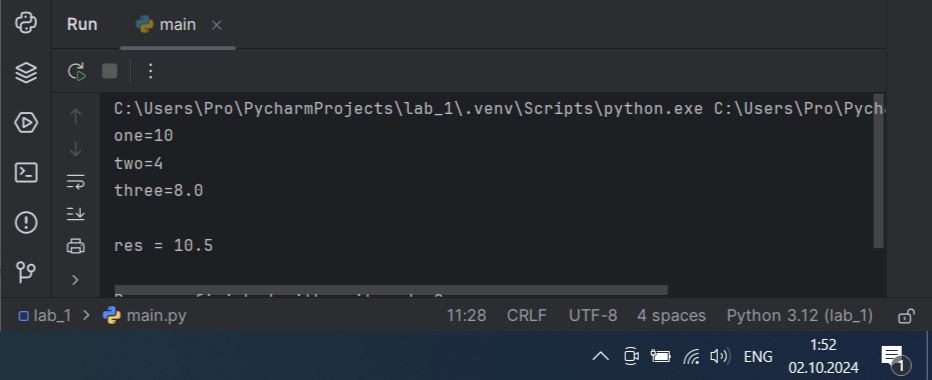 Run main
C:\Users\Pro\PycharmProjects\lab_1\.venv\Scripts\python.exe C:\Users\Pro\Pych
one=10
two=4
three=8.0
res = 10.5
lab_1 > main.py 11:28 CRLF UTF-8 4 spaces Python 3.12 (lab_1)
ENG 1:52
02.10.2024 1